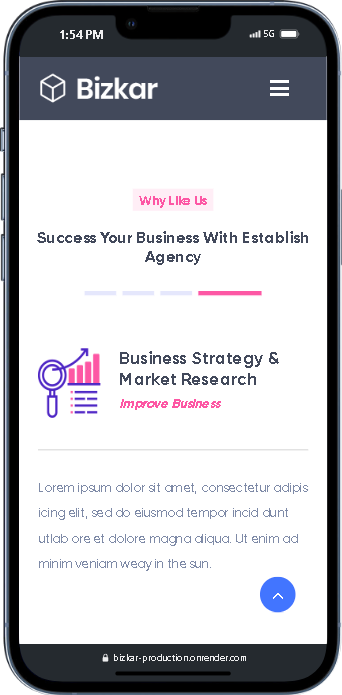 1:54 PM 5G
Bizkar
Why Like Us
Success Your Business With Establish
Agency
Business Strategy &
Market Research
Improve Business
Lorem ipsum dolor sit amet, consectetur adipis
icing elit, sed do eiusmod tempor incid dunt
utlab ore et dolore magna aliqua. Ut enim ad
minim veniam weay in the sun.
bizkar-production.onrender.com